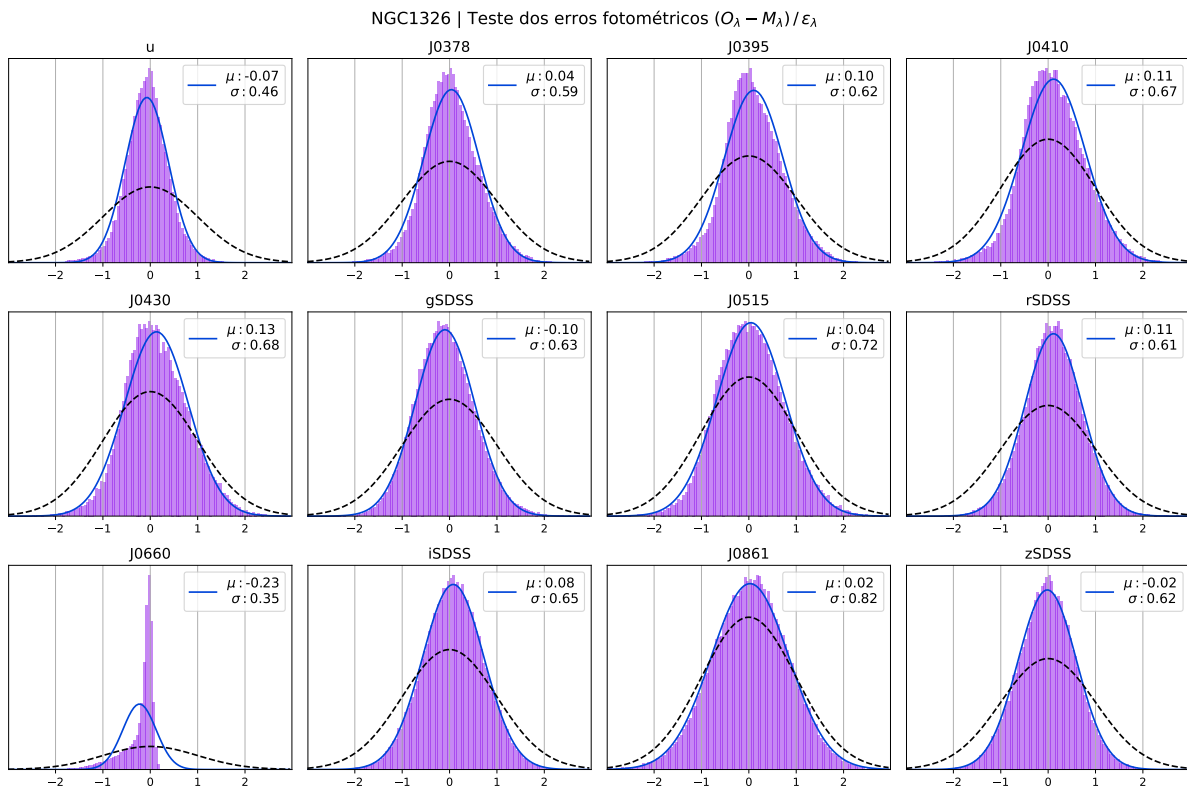 NGC1326 | Teste dos erros fotométricos (Oλ − Mλ) / ελ
u
μ : -0.07
σ : 0.46
−2 −1 0 1 2
J0378
μ : 0.04
σ : 0.59
−2 −1 0 1 2
J0395
μ : 0.10
σ : 0.62
−2 −1 0 1 2
J0410
μ : 0.11
σ : 0.67
−2 −1 0 1 2
J0430
μ : 0.13
σ : 0.68
−2 −1 0 1 2
gSDSS
μ : -0.10
σ : 0.63
−2 −1 0 1 2
J0515
μ : 0.04
σ : 0.72
−2 −1 0 1 2
rSDSS
μ : 0.11
σ : 0.61
−2 −1 0 1 2
J0660
μ : -0.23
σ : 0.35
−2 −1 0 1 2
iSDSS
μ : 0.08
σ : 0.65
−2 −1 0 1 2
J0861
μ : 0.02
σ : 0.82
−2 −1 0 1 2
zSDSS
μ : -0.02
σ : 0.62
−2 −1 0 1 2